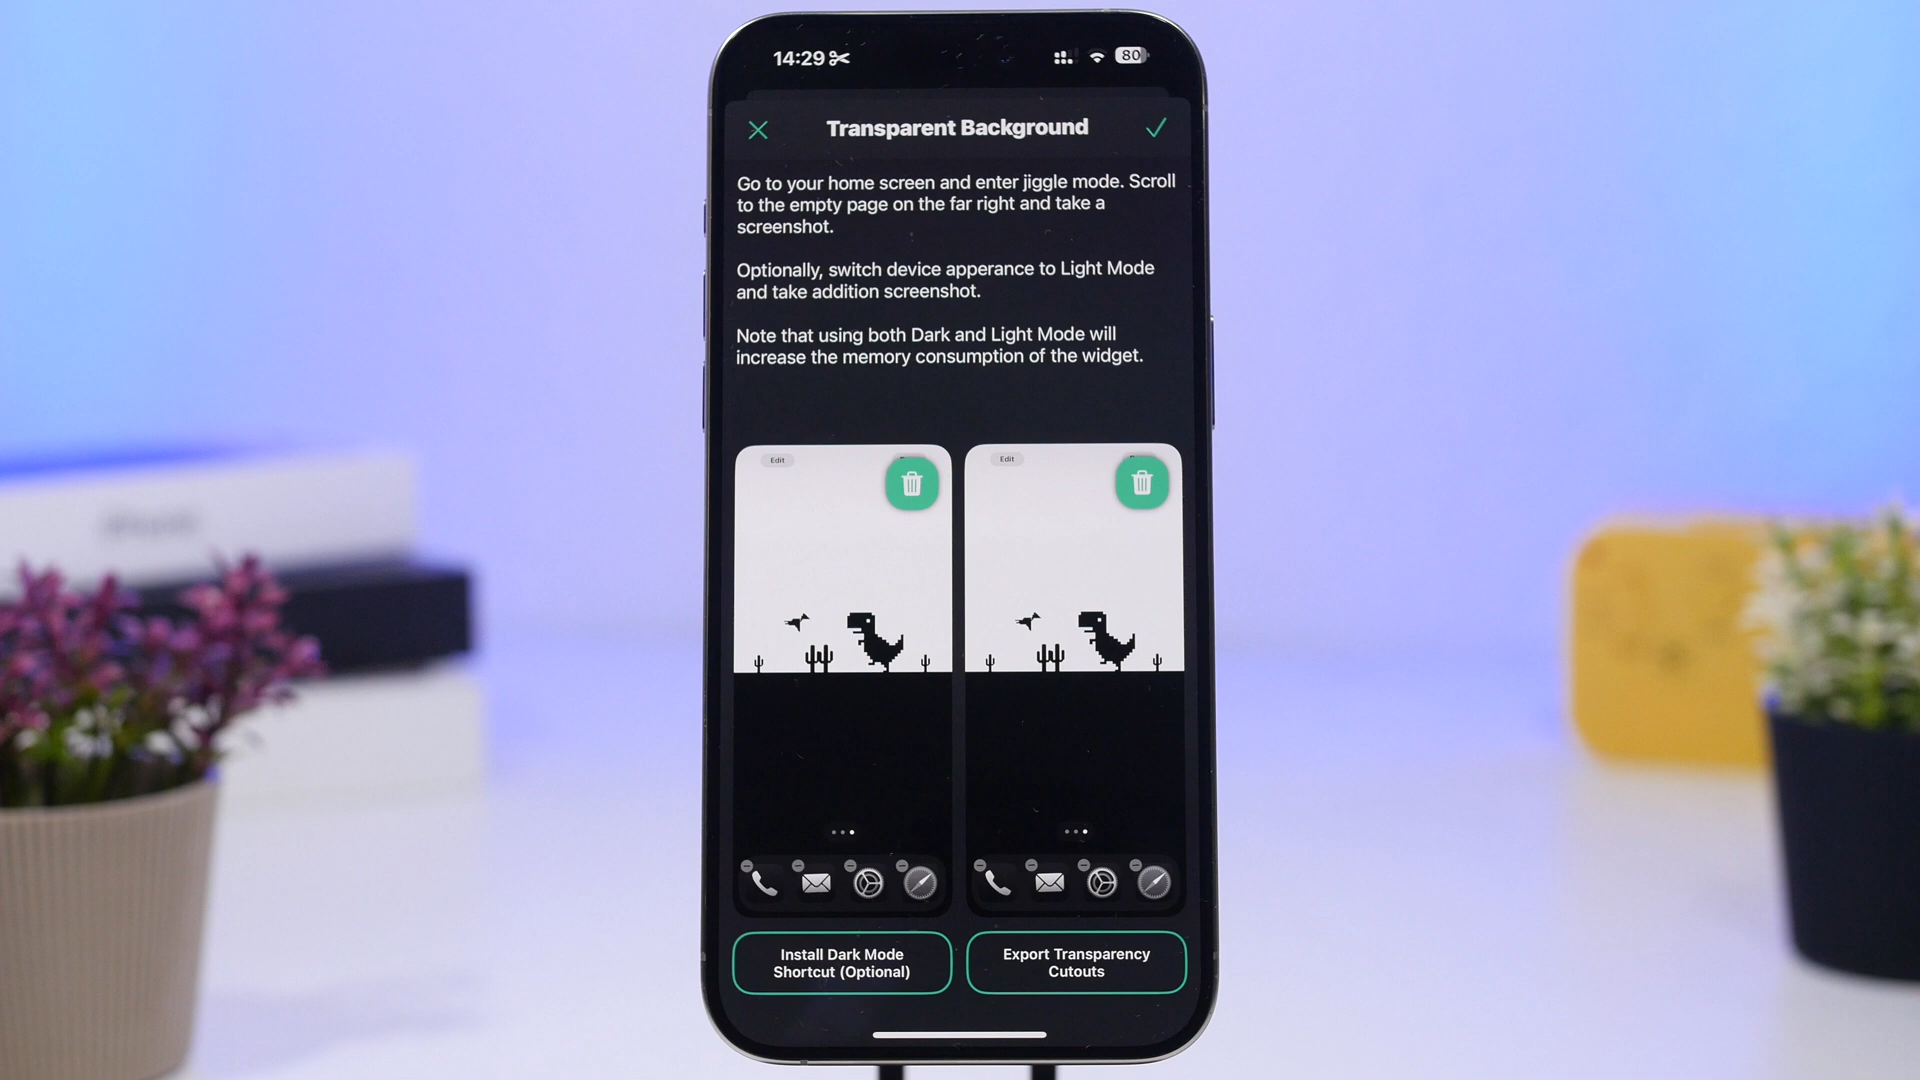 14:29
80
Transparent Background
Go to your home screen and enter jiggle mode. Scroll
to the empty page on the far right and take a
screenshot.
Optionally, switch device apperance to Light Mode
and take addition screenshot.
Note that using both Dark and Light Mode will
increase the memory consumption of the widget.
Edit
Edit
Install Dark Mode
Shortcut (Optional)
Export Transparency
Cutouts